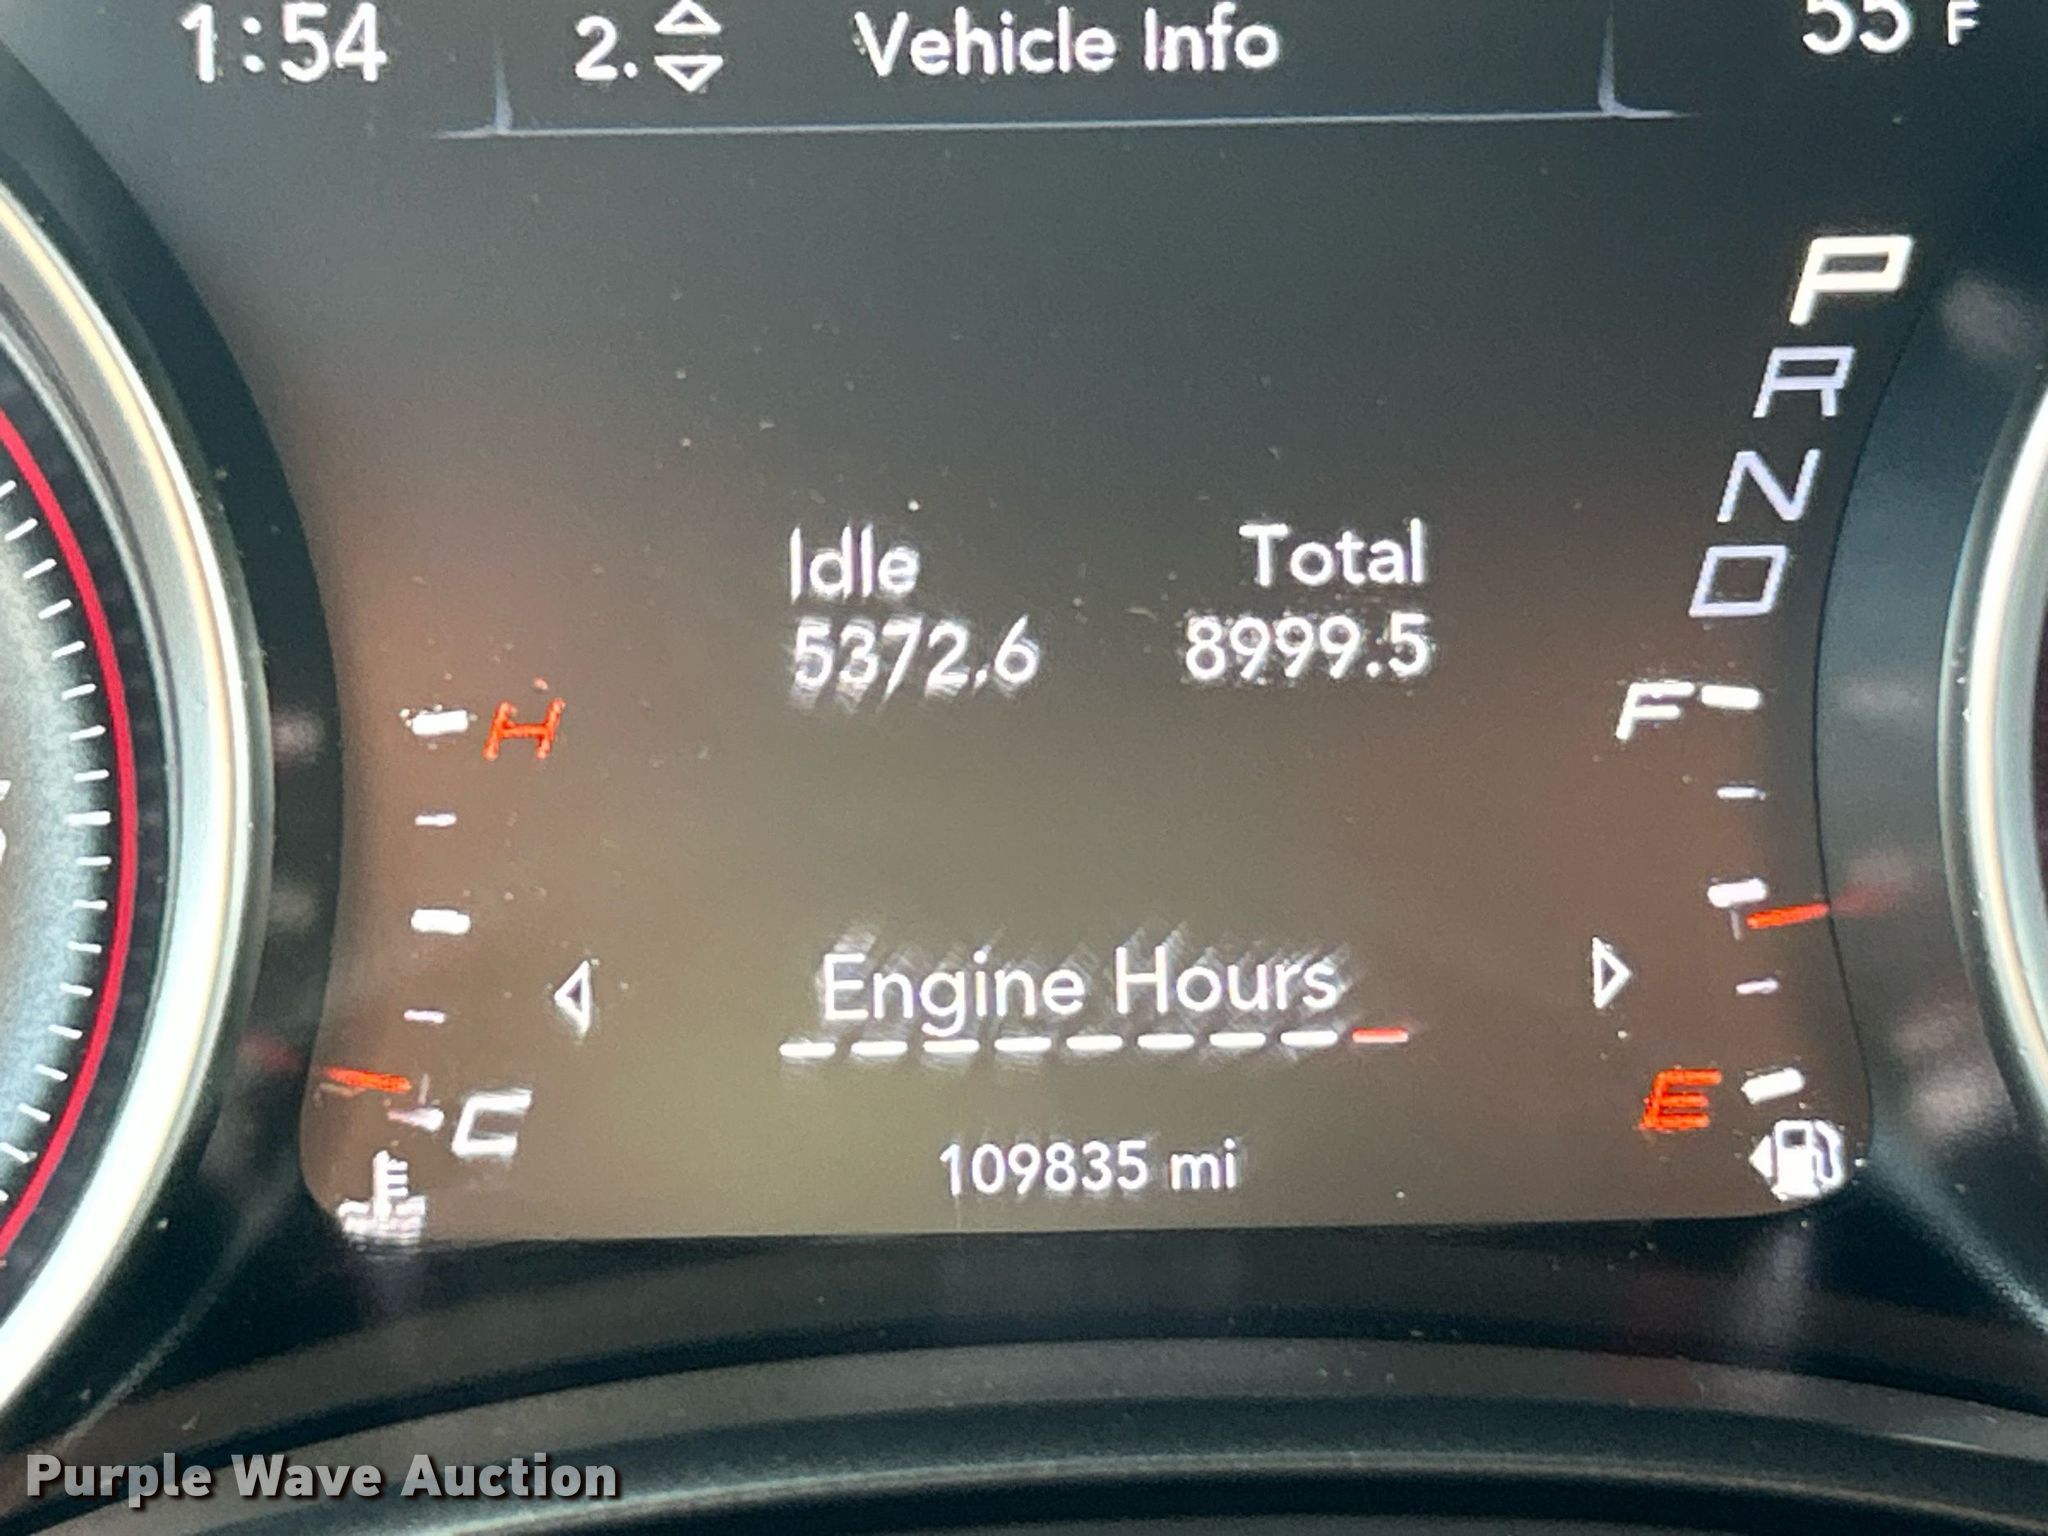 1:54 2. Vehicle Info 55 F
P
R
N
D
Idle Total
5372.6 8999.5
H F
Engine Hours
C E
109835 mi
Purple Wave Auction